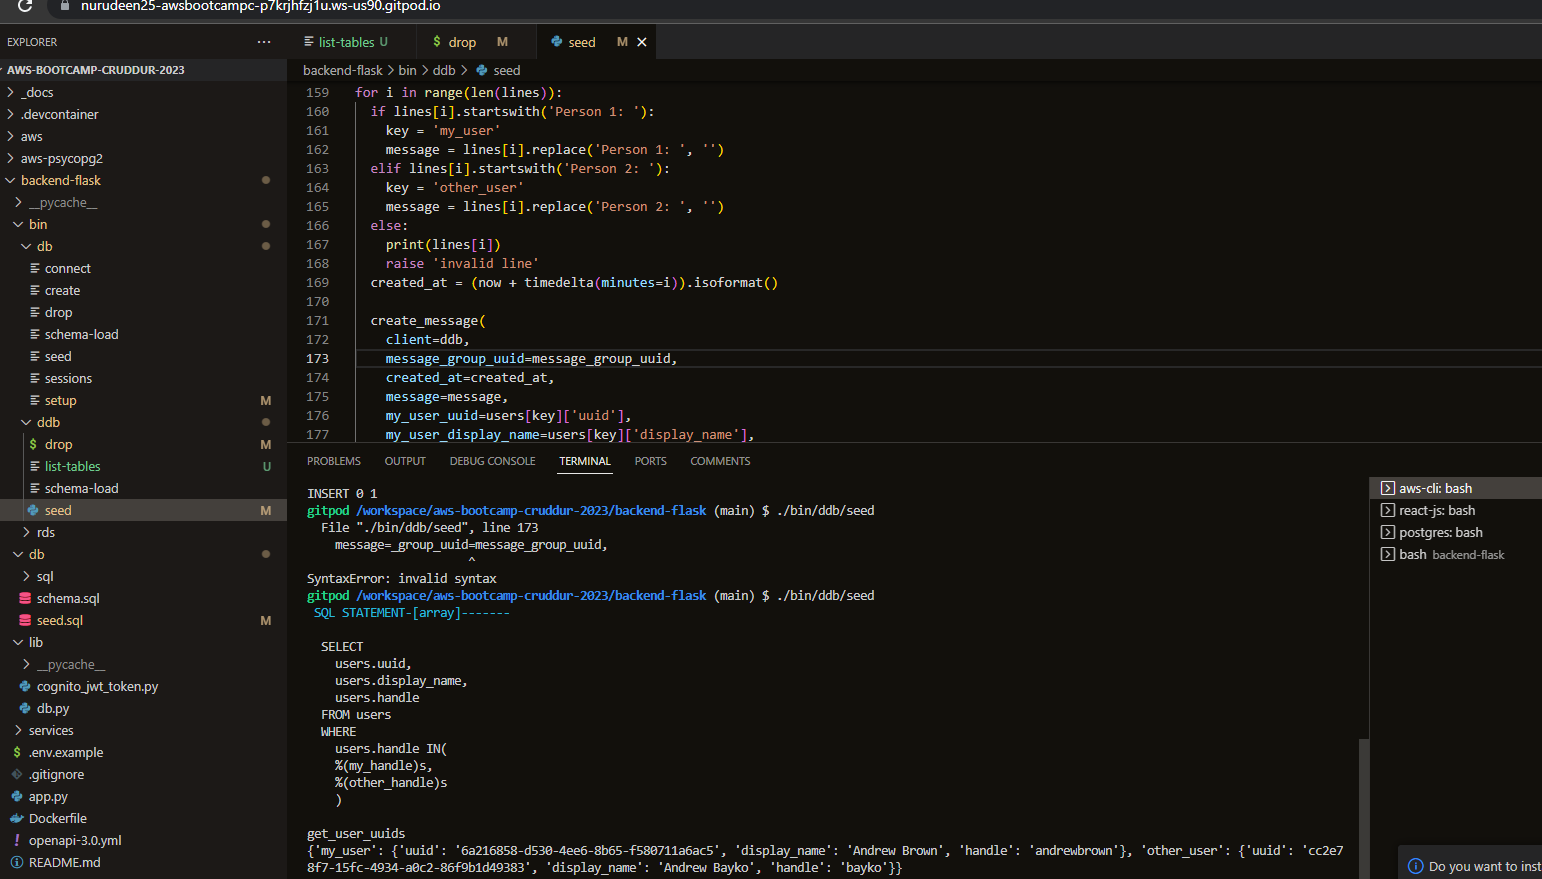 nurudeen25-awsbootcampc-p7krjhfzj1u.ws-us90.gitpod.io
EXPLORER
list-tables U
$ drop M
seed M
AWS-BOOTCAMP-CRUDDUR-2023
backend-flask > bin > ddb > seed
_docs
.devcontainer
aws
aws-psycopg2
backend-flask
__pycache__
bin
db
connect
create
drop
schema-load
seed
sessions
setup M
ddb
$ drop M
list-tables U
schema-load
seed M
rds
db
sql
schema.sql
seed.sql M
lib
__pycache__
cognito_jwt_token.py
db.py
services
$ .env.example
.gitignore
app.py
Dockerfile
! openapi-3.0.yml
README.md
159 for i in range(len(lines)):
160 if lines[i].startswith('Person 1: '):
161 key = 'my_user'
162 message = lines[i].replace('Person 1: ', '')
163 elif lines[i].startswith('Person 2: '):
164 key = 'other_user'
165 message = lines[i].replace('Person 2: ', '')
166 else:
167 print(lines[i])
168 raise 'invalid line'
169 created_at = (now + timedelta(minutes=i)).isoformat()
170
171 create_message(
172 client=ddb,
173 message_group_uuid=message_group_uuid,
174 created_at=created_at,
175 message=message,
176 my_user_uuid=users[key]['uuid'],
177 my_user_display_name=users[key]['display_name'],
PROBLEMS OUTPUT DEBUG CONSOLE TERMINAL PORTS COMMENTS
INSERT 0 1
gitpod /workspace/aws-bootcamp-cruddur-2023/backend-flask (main) $ ./bin/ddb/seed
File "./bin/ddb/seed", line 173
message=_group_uuid=message_group_uuid,
^
SyntaxError: invalid syntax
gitpod /workspace/aws-bootcamp-cruddur-2023/backend-flask (main) $ ./bin/ddb/seed
SQL STATEMENT-[array]-------
SELECT
users.uuid,
users.display_name,
users.handle
FROM users
WHERE
users.handle IN(
%(my_handle)s,
%(other_handle)s
)
get_user_uuids
{'my_user': {'uuid': '6a216858-d530-4ee6-8b65-f580711a6ac5', 'display_name': 'Andrew Brown', 'handle': 'andrewbrown'}, 'other_user': {'uuid': 'cc2e7
8f7-15fc-4934-a0c2-86f9b1d49383', 'display_name': 'Andrew Bayko', 'handle': 'bayko'}}
aws-cli: bash
react-js: bash
postgres: bash
bash backend-flask
Do you want to inst